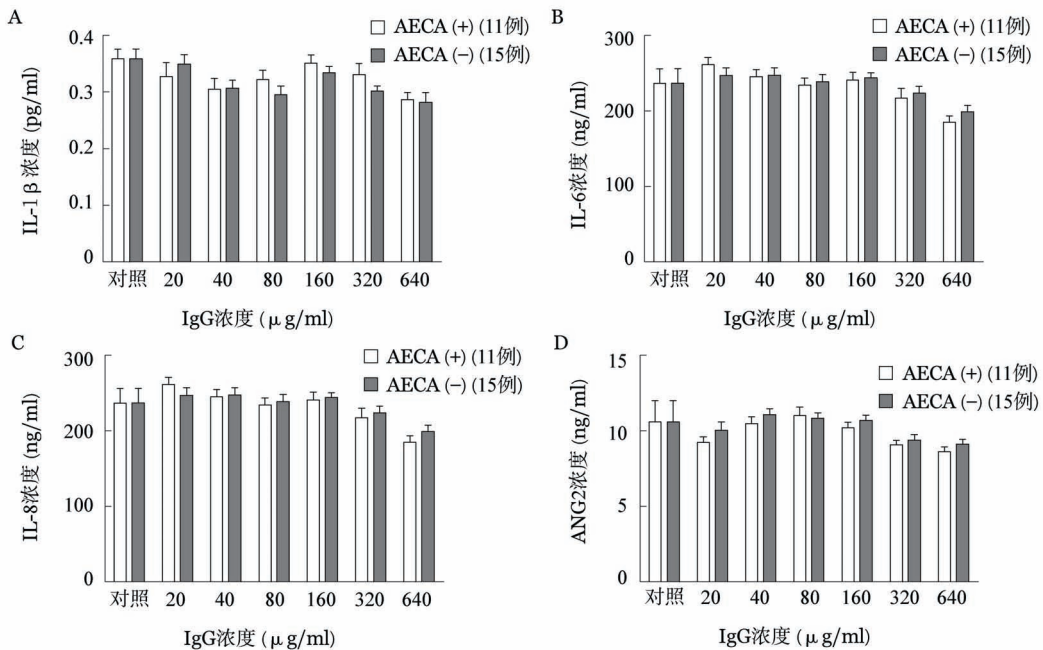 A
AECA (+) (11例)
AECA (−) (15例)
0.4
0.3
0.2
0.1
0
IL-1 β 浓度 (pg/ml)
对照 20 40 80 160 320 640
IgG浓度 (μ g/ml)
B
AECA (+) (11例)
AECA (−) (15例)
300
200
100
0
IL-6浓度 (ng/ml)
对照 20 40 80 160 320 640
IgG浓度 (μ g/ml)
C
AECA (+) (11例)
AECA (−) (15例)
300
200
100
0
IL-8浓度 (ng/ml)
对照 20 40 80 160 320 640
IgG浓度 (μ g/ml)
D
AECA (+) (11例)
AECA (−) (15例)
15
10
5
0
ANG2浓度 (ng/ml)
对照 20 40 80 160 320 640
IgG浓度 (μ g/ml)